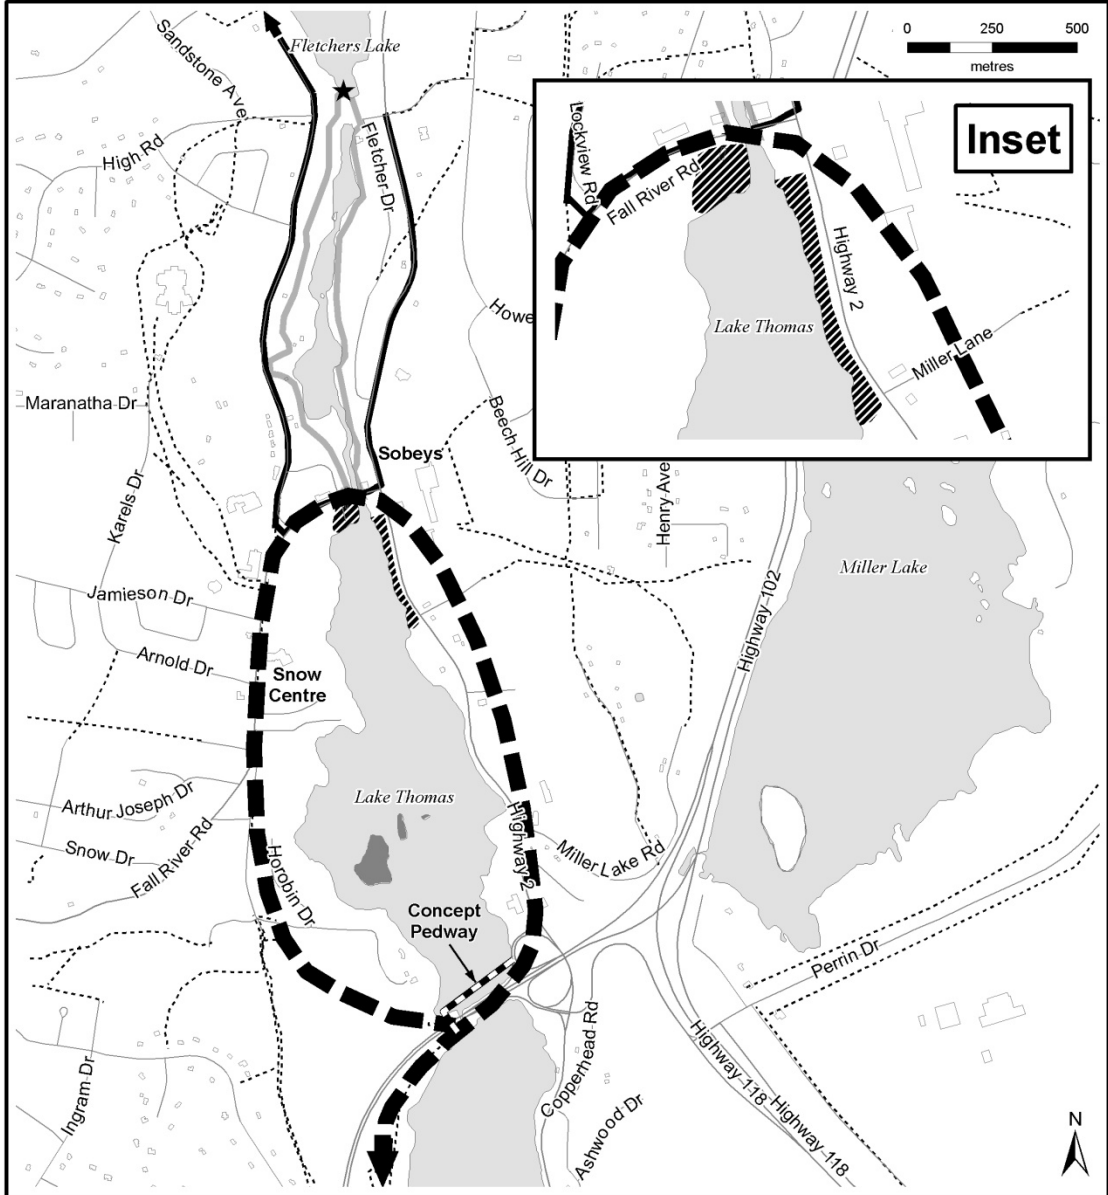 Fletchers Lake
0 250 500
metres
Sandstone Ave
High Rd
Fletcher Dr
Inset
Lockview Rd
Fall River Rd
Highway 2
Lake Thomas
Miller Lane
Howe
Maranatha Dr
Beech Hill Dr
Sobeys
Karels Dr
Henry Ave
Miller Lake
Jamieson Dr
Highway 102
Arnold Dr
Snow
Centre
Lake Thomas
Arthur Joseph Dr
Highway 2
Snow Dr
Fall River Rd
Miller Lake Rd
Horobin Dr
Concept
Pedway
Perrin Dr
Copperhead Rd
Highway 118
Highway 118
Ingram Dr
Ashwood Dr
N